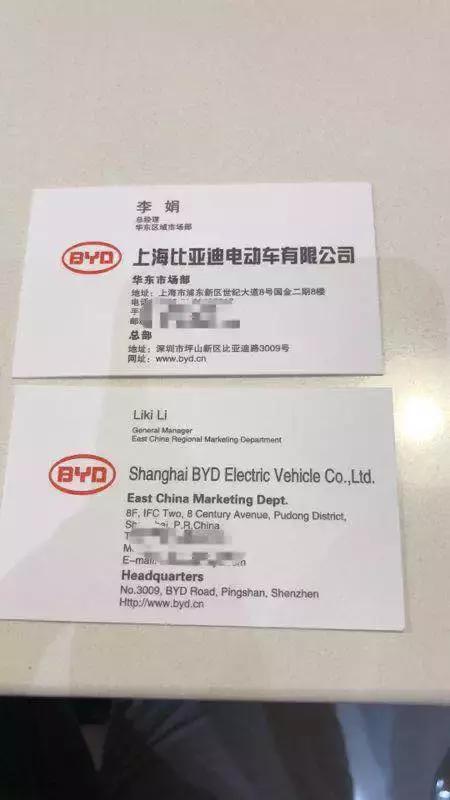 李 娟
总经理
华东区域市场部
BYD
上海比亚迪电动车有限公司
华东市场部
地址：上海市浦东新区世纪大道8号国金二期8楼
电话
手
邮
总部
地址：深圳市坪山新区比亚迪路3009号
网址：www.byd.cn
Liki Li
General Manager
East China Regional Marketing Department
BYD
Shanghai BYD Electric Vehicle Co.,Ltd.
East China Marketing Dept.
8F, IFC Two, 8 Century Avenue, Pudong District,
P.R.China
T
M.
E-mail:
Headquarters
No.3009, BYD Road, Pingshan, Shenzhen
Http://www.byd.cn